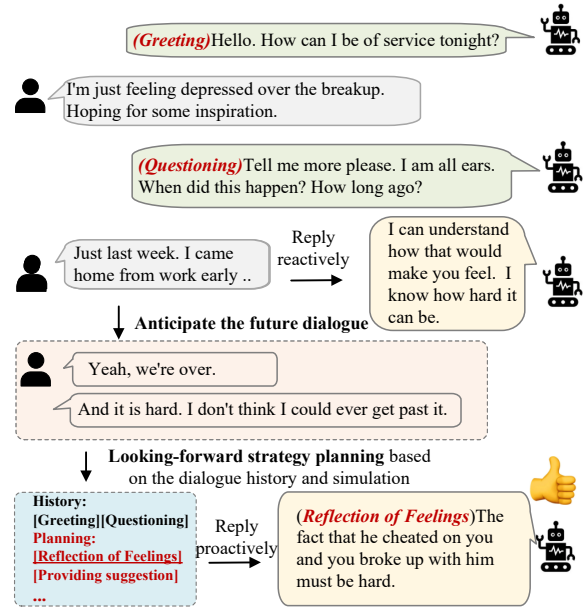 (Greeting)Hello. How can I be of service tonight?
I'm just feeling depressed over the breakup.
Hoping for some inspiration.
(Questioning)Tell me more please. I am all ears.
When did this happen? How long ago?
Just last week. I came
home from work early ..
Reply
reactively
I can understand
how that would
make you feel. I
know how hard it
can be.
Anticipate the future dialogue
Yeah, we're over.
And it is hard. I don't think I could ever get past it.
Looking-forward strategy planning based
on the dialogue history and simulation
History:
[Greeting][Questioning]
Planning:
[Reflection of Feelings]
[Providing suggestion]
...
Reply
proactively
(Reflection of Feelings)The
fact that he cheated on you
and you broke up with him
must be hard.